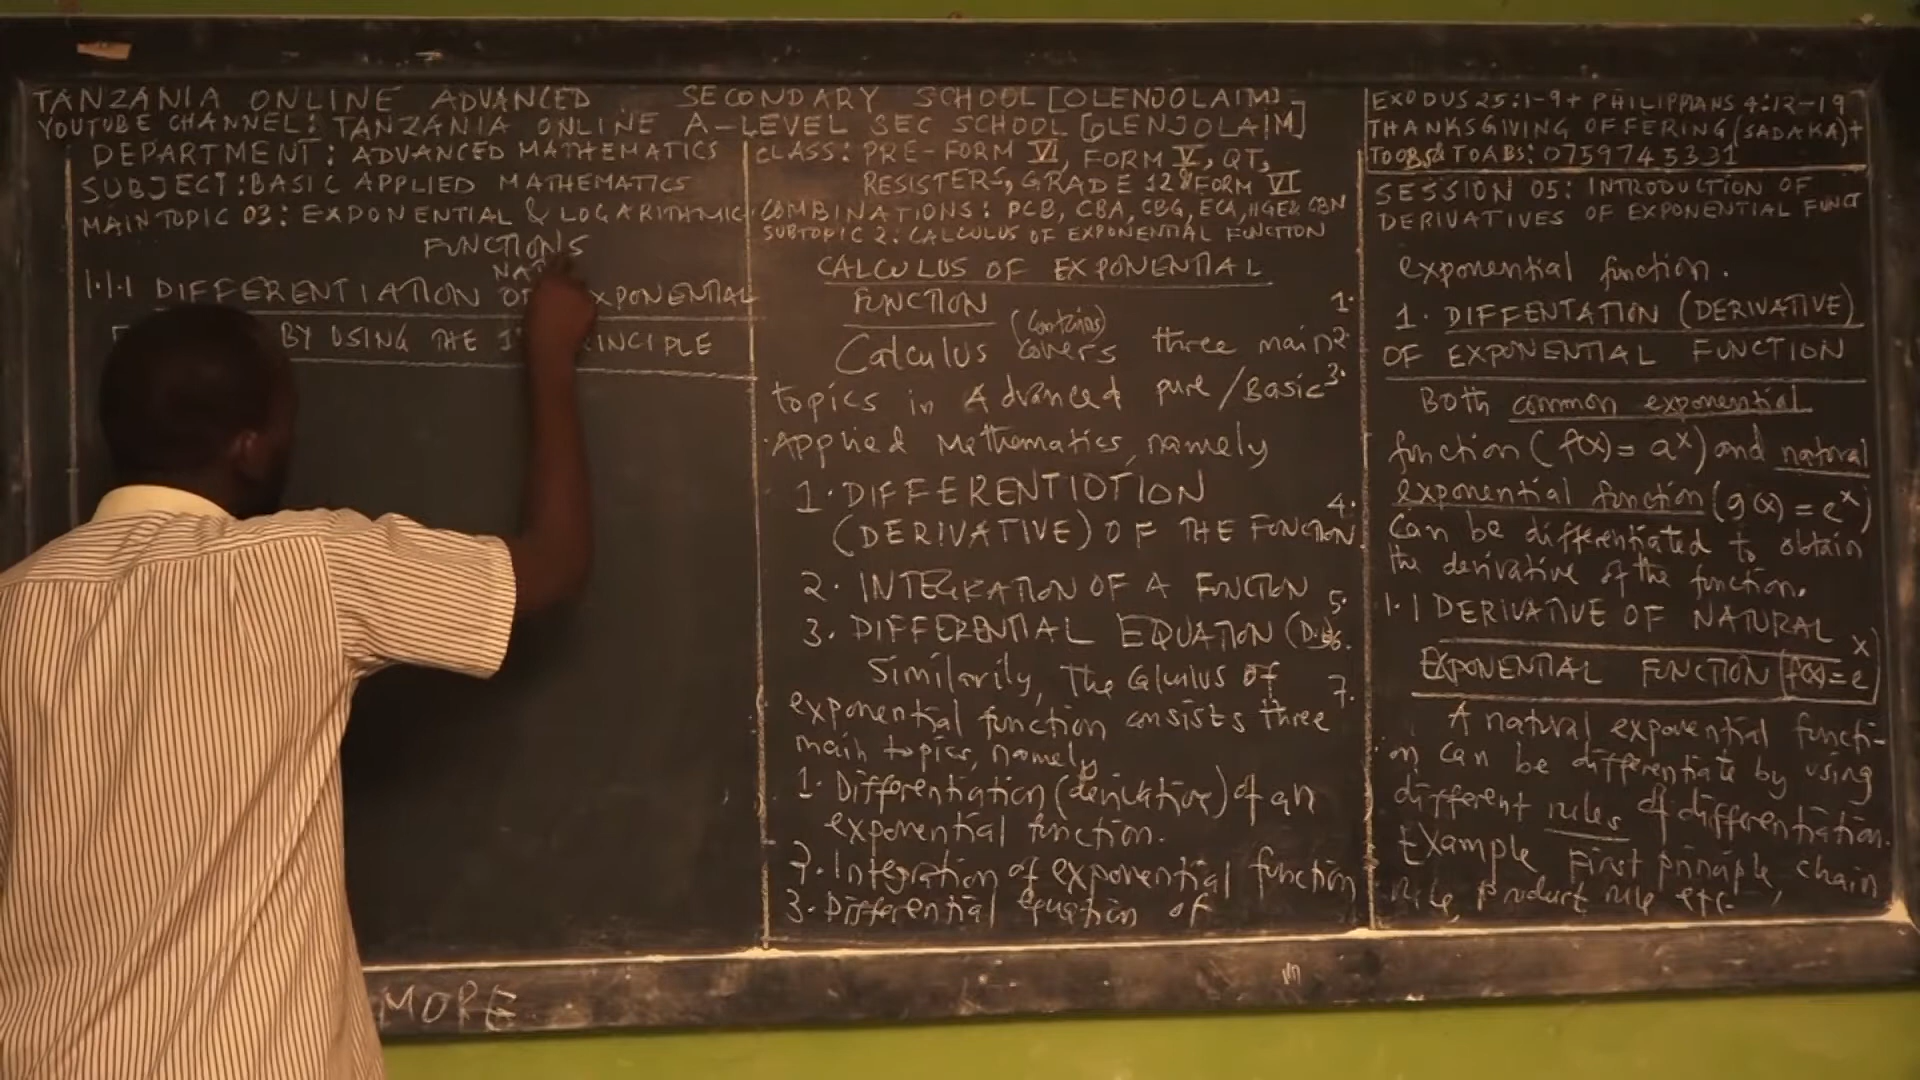 TANZANIA ONLINE ADVANCED SECONDARY SCHOOL [OLENJOLAIM]
YOUTUBE CHANNEL: TANZANIA ONLINE A-LEVEL SEC SCHOOL [OLENJOLAIM]
DEPARTMENT: ADVANCED MATHEMATICS
SUBJECT: BASIC APPLIED MATHEMATICS
MAIN TOPIC 03: EXPONENTIAL & LOGARITHMIC
FUNCTIONS
1.1.1 DIFFERENTIATION OF EXPONENTIAL
BY USING THE PRINCIPLE
CLASS: PRE-FORM VI, FORM V, QT,
RESISTERS, GRADE 12 & FORM VI
COMBINATIONS: PCB, CBA, CBG, ECA, HGE & CBN
SUBTOPIC 2: CALCULUS OF EXPONENTIAL FUNCTION
CALCULUS OF EXPONENTIAL
FUNCTION
(contains)
Calculus covers three main
topics in Advanced pure/Basic
Applied Mathematics, namely
1. DIFFERENTIOTION
(DERIVATIVE) OF THE FUNCTION
2. INTEGRATION OF A FUNCTION
3. DIFFERENTIAL EQUATION
Similarily, The Calculus of
exponential function consists three
main topics, namely
1. Differentiation (derivative) of an
exponential function.
2. Integration of exponential function
3. Differential equation of
1.
2.
3.
4.
5.
6.
7.
EXODUS 25:1-9 + PHILIPPIANS 4:12-19
THANKSGIVING OFFERING (SADAKA)+
TOOBS & TOABS: 0759745331
SESSION 05: INTRODUCTION OF
DERIVATIVES OF EXPONENTIAL FUNCT
exponential function.
1. DIFFENTATION (DERIVATIVE)
OF EXPONENTIAL FUNCTION
Both common exponential
function (f(x) = a^x) and natural
exponential function (g(x) = e^x)
can be differentiated to obtain
the derivative of the function.
1.1 DERIVATIVE OF NATURAL
EXPONENTIAL FUNCTION (f(x) = e^x)
A natural exponential functi-
on can be differentiate by using
different rules of differentiation.
Example First principle, chain
rule, product rule etc.
MORE